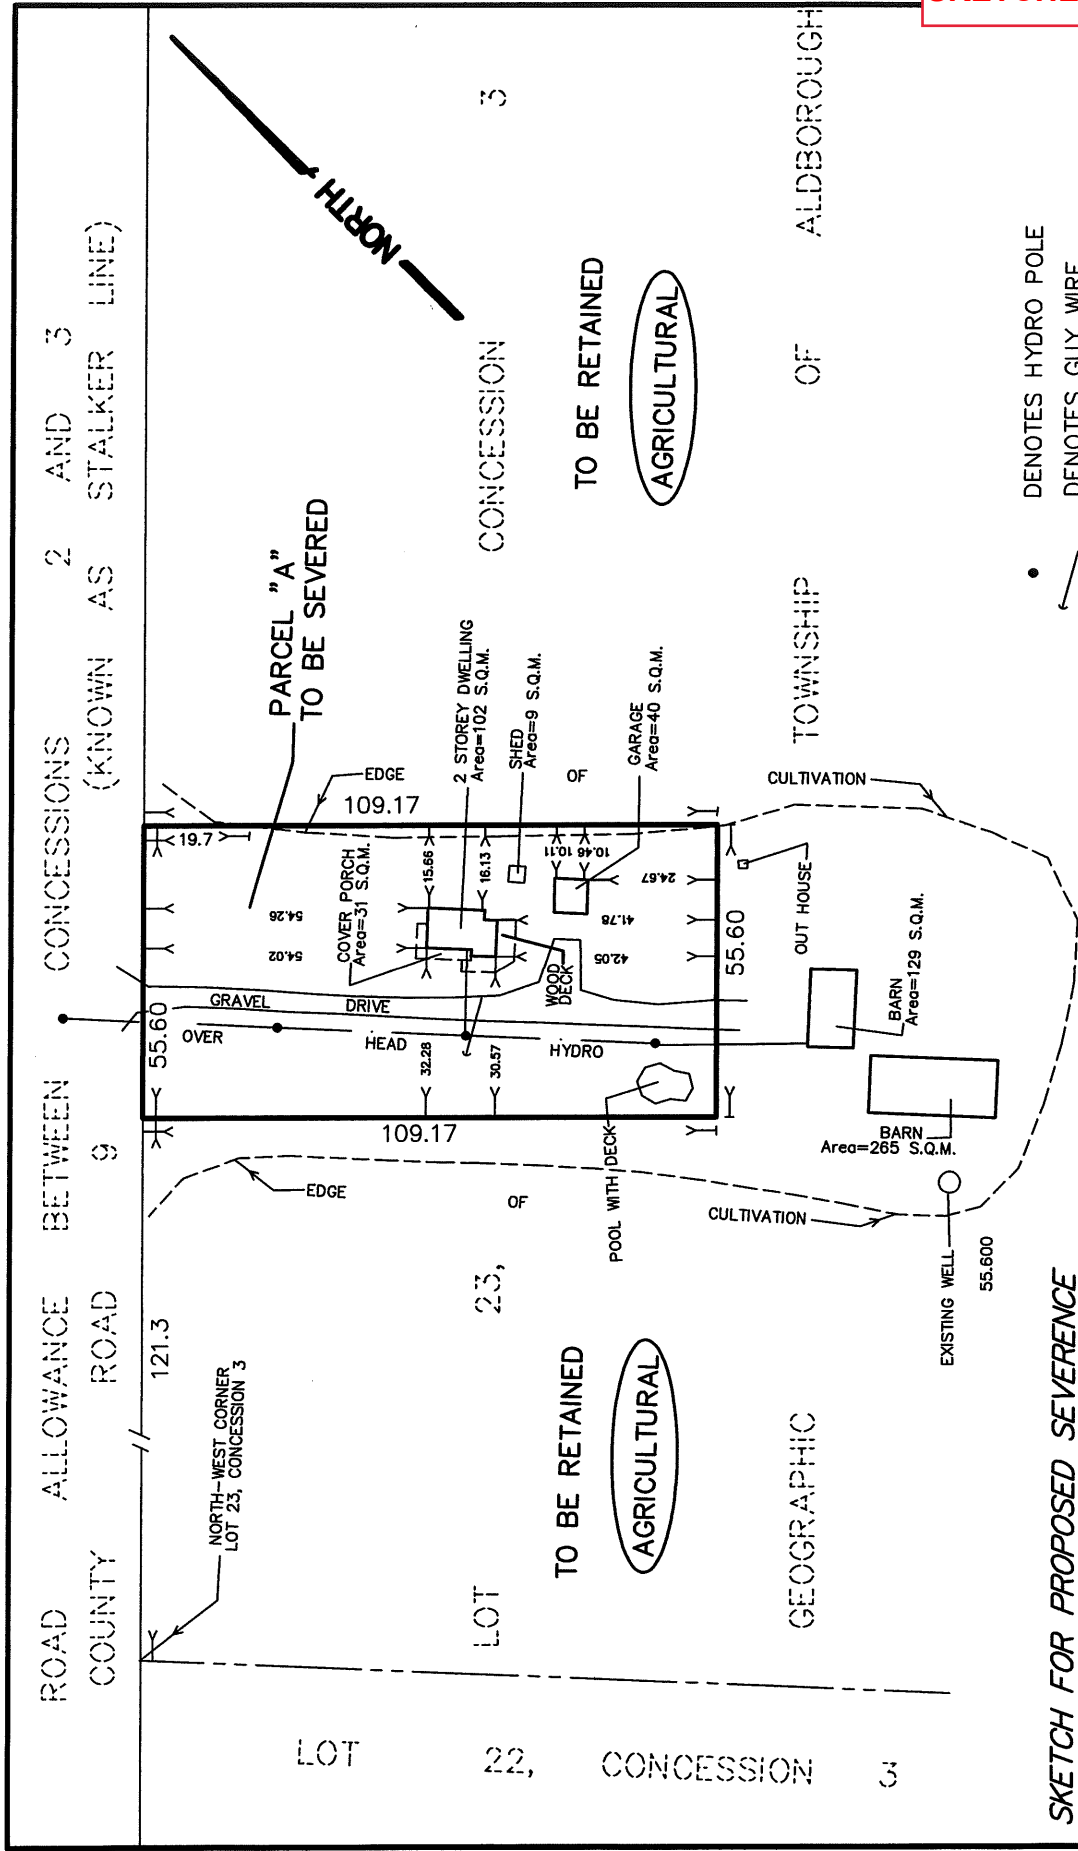 ROAD ALLOWANCE BETWEEN CONCESSIONS 2 AND 3
COUNTY ROAD 9 (KNOWN AS STALKER LINE)
NORTH
PARCEL "A"
TO BE SEVERED
121.3
55.60
19.7
109.17
EDGE
OF
CULTIVATION
NORTH-WEST CORNER
LOT 23, CONCESSION 3
GRAVEL DRIVE
OVER HEAD HYDRO
54.26
54.02
COVER PORCH
Area=31 S.Q.M.
15.66
16.13
10.11
10.46
24.67
41.78
42.05
32.28
30.57
2 STOREY DWELLING
Area=102 S.Q.M.
SHED
Area=9 S.Q.M.
GARAGE
Area=40 S.Q.M.
WOOD
DECK
109.17
EDGE
OF
CULTIVATION
POOL WITH DECK
55.60
OUT HOUSE
BARN
Area=129 S.Q.M.
BARN
Area=265 S.Q.M.
EXISTING WELL
55.600
LOT 23, CONCESSION 3
TO BE RETAINED
AGRICULTURAL
TO BE RETAINED
AGRICULTURAL
GEOGRAPHIC TOWNSHIP OF ALDBOROUGH
LOT 22, CONCESSION 3
DENOTES HYDRO POLE
DENOTES GUY WIRE
SKETCH FOR PROPOSED SEVERENCE